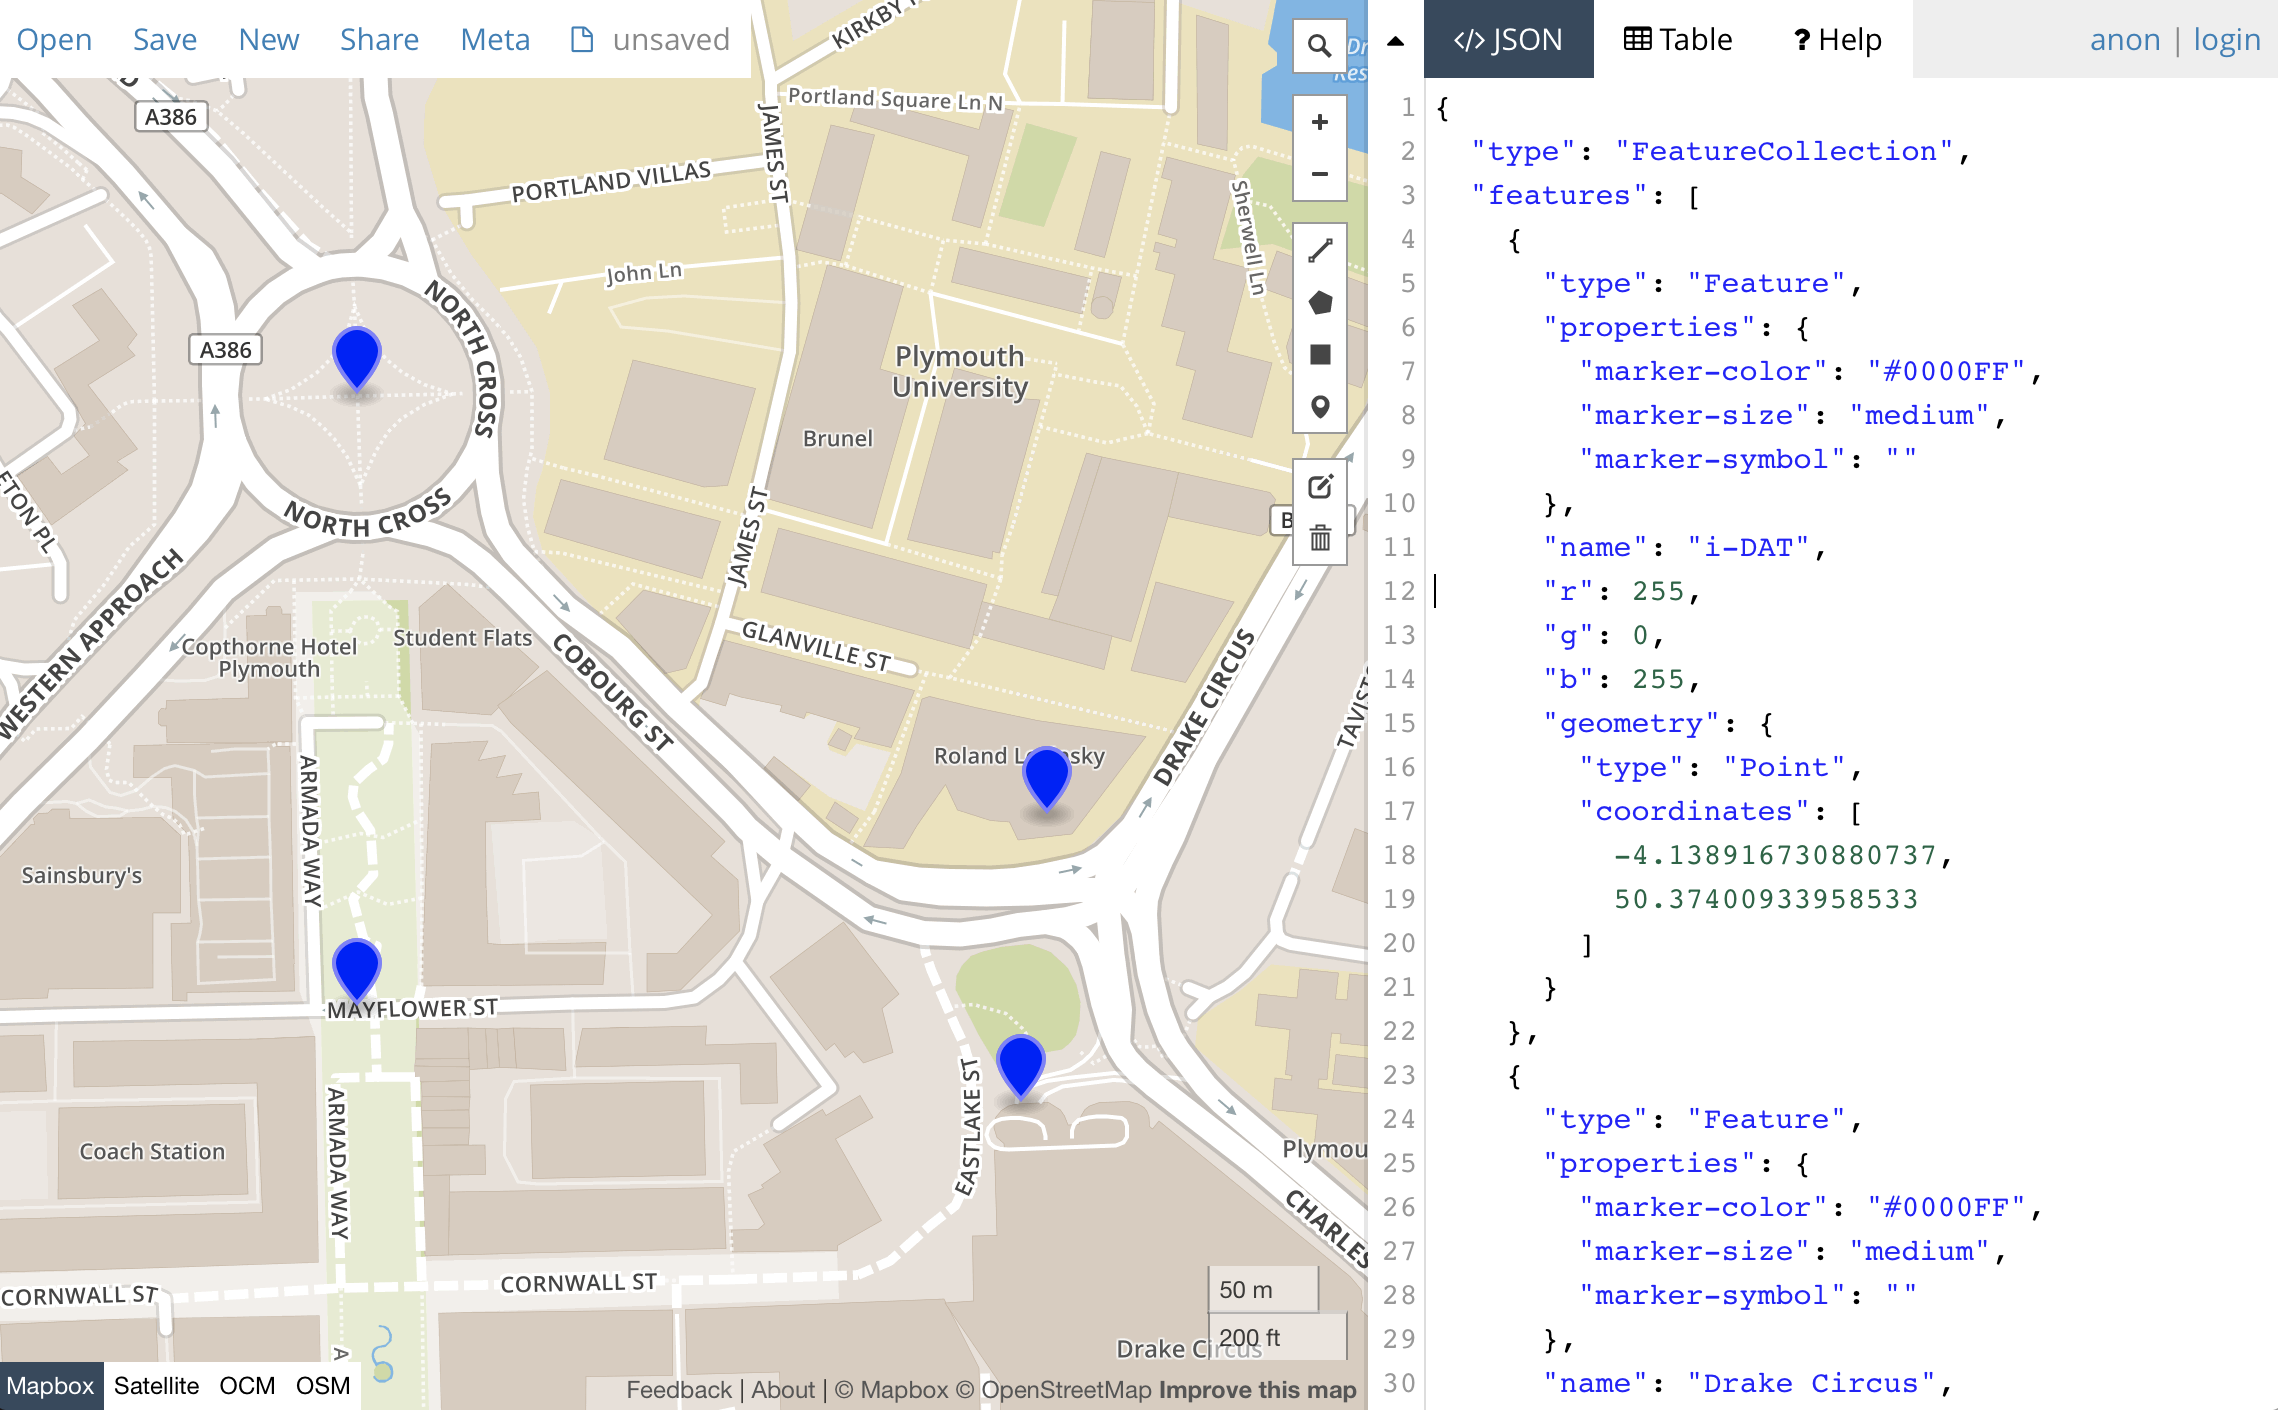 Open Save New Share Meta unsaved
JSON Table ? Help anon | login
KIRKBY
A386
Portland Square Ln N
JAMES ST
PORTLAND VILLAS
Sherwell Ln
John Ln
NORTH CROSS
A386
Plymouth
University
Brunel
NORTH CROSS
JAMES ST
WESTERN APPROACH
Copthorne Hotel
Plymouth
Student Flats
GLANVILLE ST
COBOURG ST
DRAKE CIRCUS
ARMADA WAY
Sainsbury's
MAYFLOWER ST
EASTLAKE ST
ARMADA WAY
Coach Station
Plymou
CHARLES
CORNWALL ST
CORNWALL ST
50 m
200 ft
Drake Circus
Mapbox Satellite OCM OSM
Feedback | About | © Mapbox © OpenStreetMap Improve this map
1 {
2 "type": "FeatureCollection",
3 "features": [
4 {
5 "type": "Feature",
6 "properties": {
7 "marker-color": "#0000FF",
8 "marker-size": "medium",
9 "marker-symbol": ""
10 },
11 "name": "i-DAT",
12 "r": 255,
13 "g": 0,
14 "b": 255,
15 "geometry": {
16 "type": "Point",
17 "coordinates": [
18 -4.138916730880737,
19 50.37400933958533
20 ]
21 }
22 },
23 {
24 "type": "Feature",
25 "properties": {
26 "marker-color": "#0000FF",
27 "marker-size": "medium",
28 "marker-symbol": ""
29 },
30 "name": "Drake Circus",